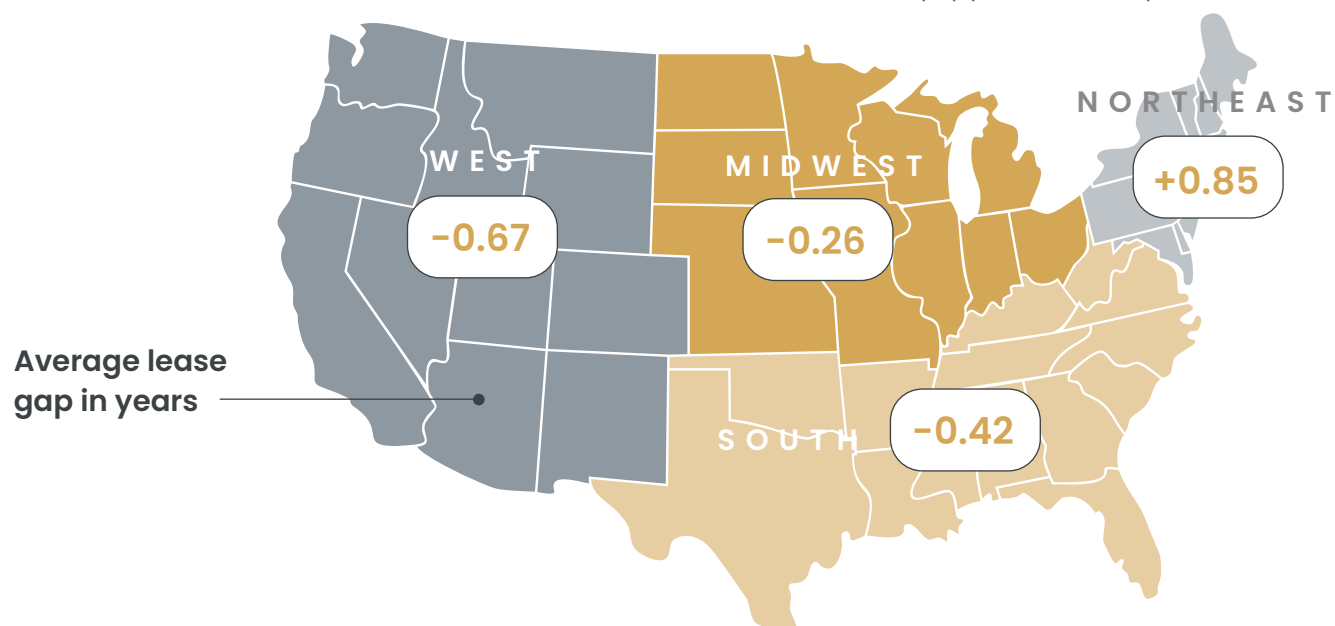 NORTHEAST
+0.85
WEST
-0.67
MIDWEST
-0.26
Average lease
gap in years
SOUTH
-0.42